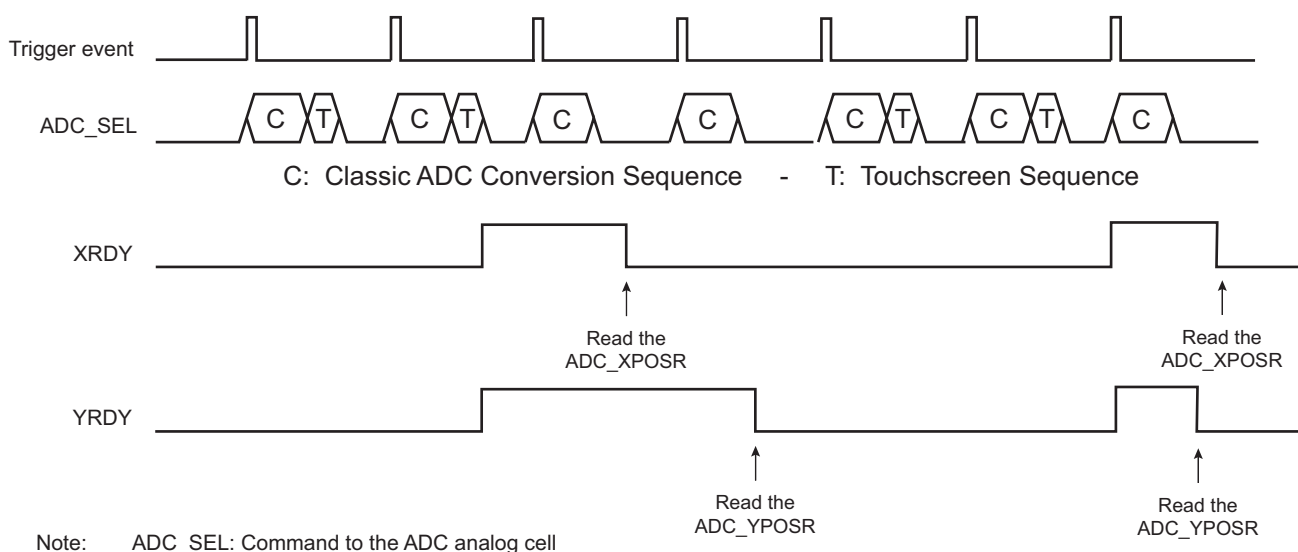 Trigger event
ADC_SEL
C T C T C C C T C T C
C: Classic ADC Conversion Sequence - T: Touchscreen Sequence
XRDY
Read the
ADC_XPOSR
Read the
ADC_XPOSR
YRDY
Read the
ADC_YPOSR
Read the
ADC_YPOSR
Note: ADC_SEL: Command to the ADC analog cell